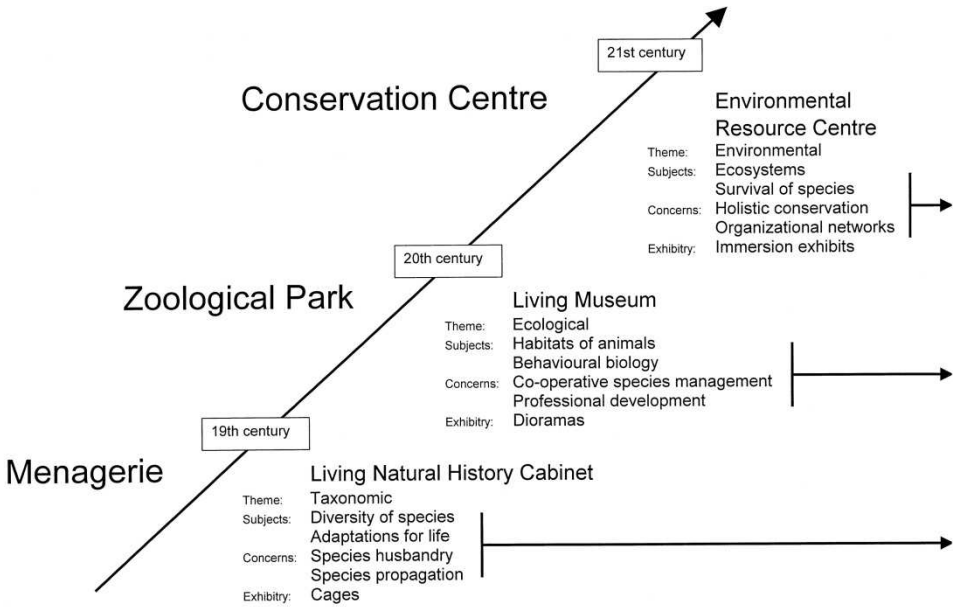 21st century
Conservation Centre
Environmental
Resource Centre
Theme: Environmental
Subjects: Ecosystems
Survival of species
Concerns: Holistic conservation
Organizational networks
Exhibitry: Immersion exhibits
20th century
Zoological Park
Living Museum
Theme: Ecological
Subjects: Habitats of animals
Behavioural biology
Concerns: Co-operative species management
Professional development
Exhibitry: Dioramas
19th century
Menagerie
Living Natural History Cabinet
Theme: Taxonomic
Subjects: Diversity of species
Adaptations for life
Concerns: Species husbandry
Species propagation
Exhibitry: Cages